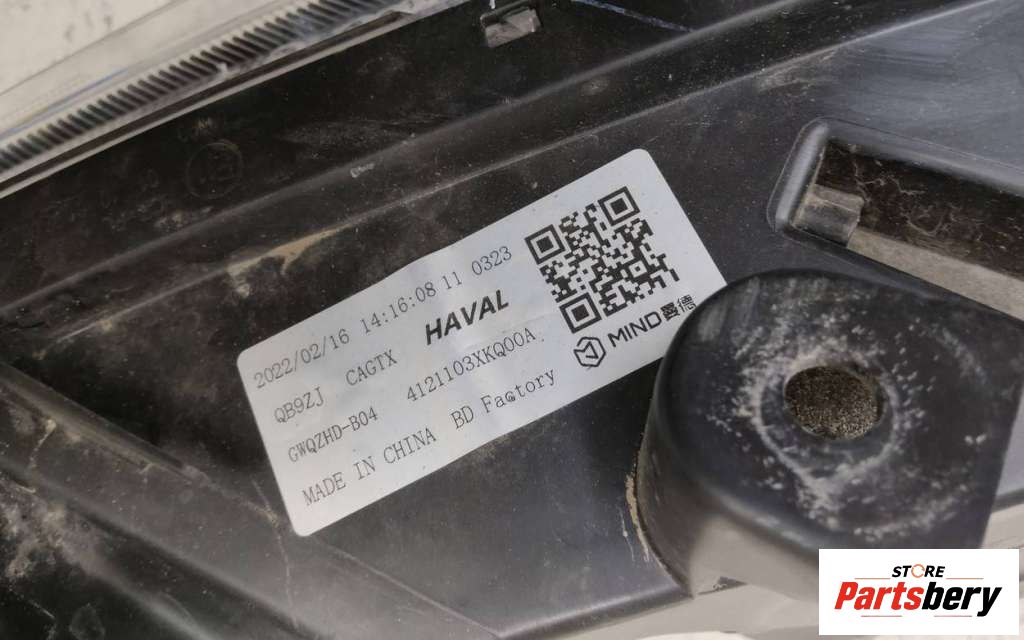 2022/02/16 14:16:08 11 0323
QB9ZJ CAGTX HAVAL
GWQZHD-B04 4121103XKQ00A
MADE IN CHINA BD Factory
MIND曼德
STORE
Partsbery